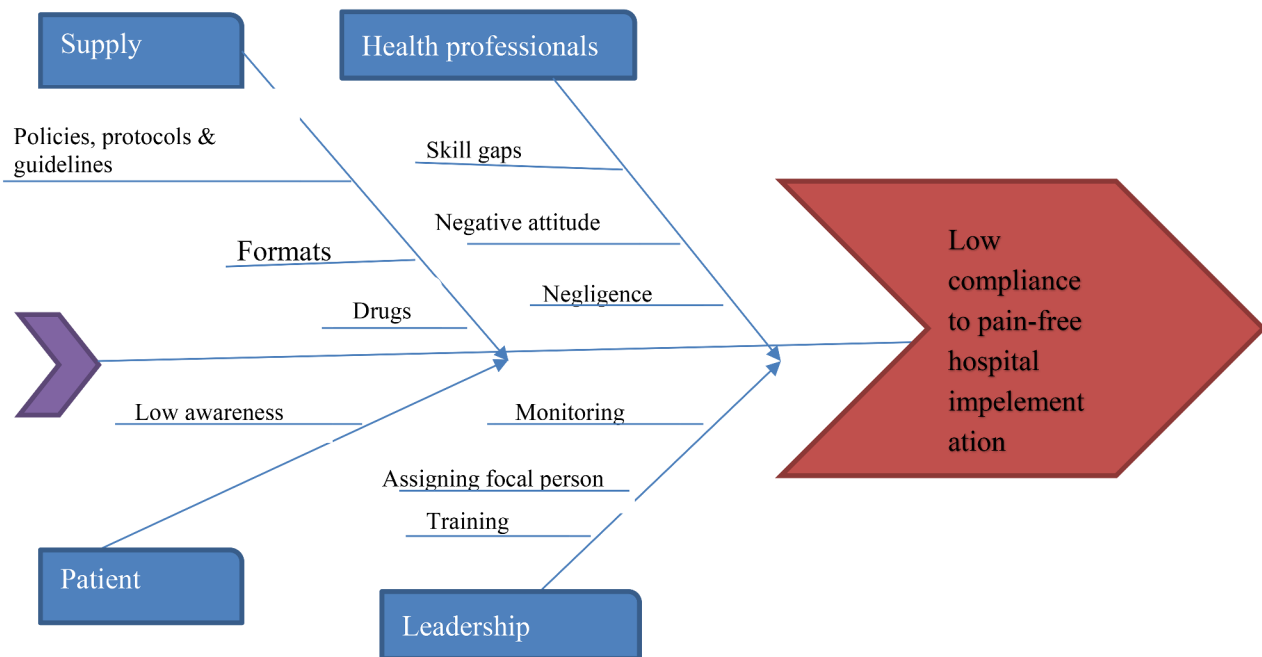 Supply
Health professionals
Policies, protocols &
guidelines
Skill gaps
Formats
Negative attitude
Drugs
Negligence
Low
compliance
to pain-free
hospital
impelement
ation
Low awareness
Monitoring
Assigning focal person
Training
Patient
Leadership